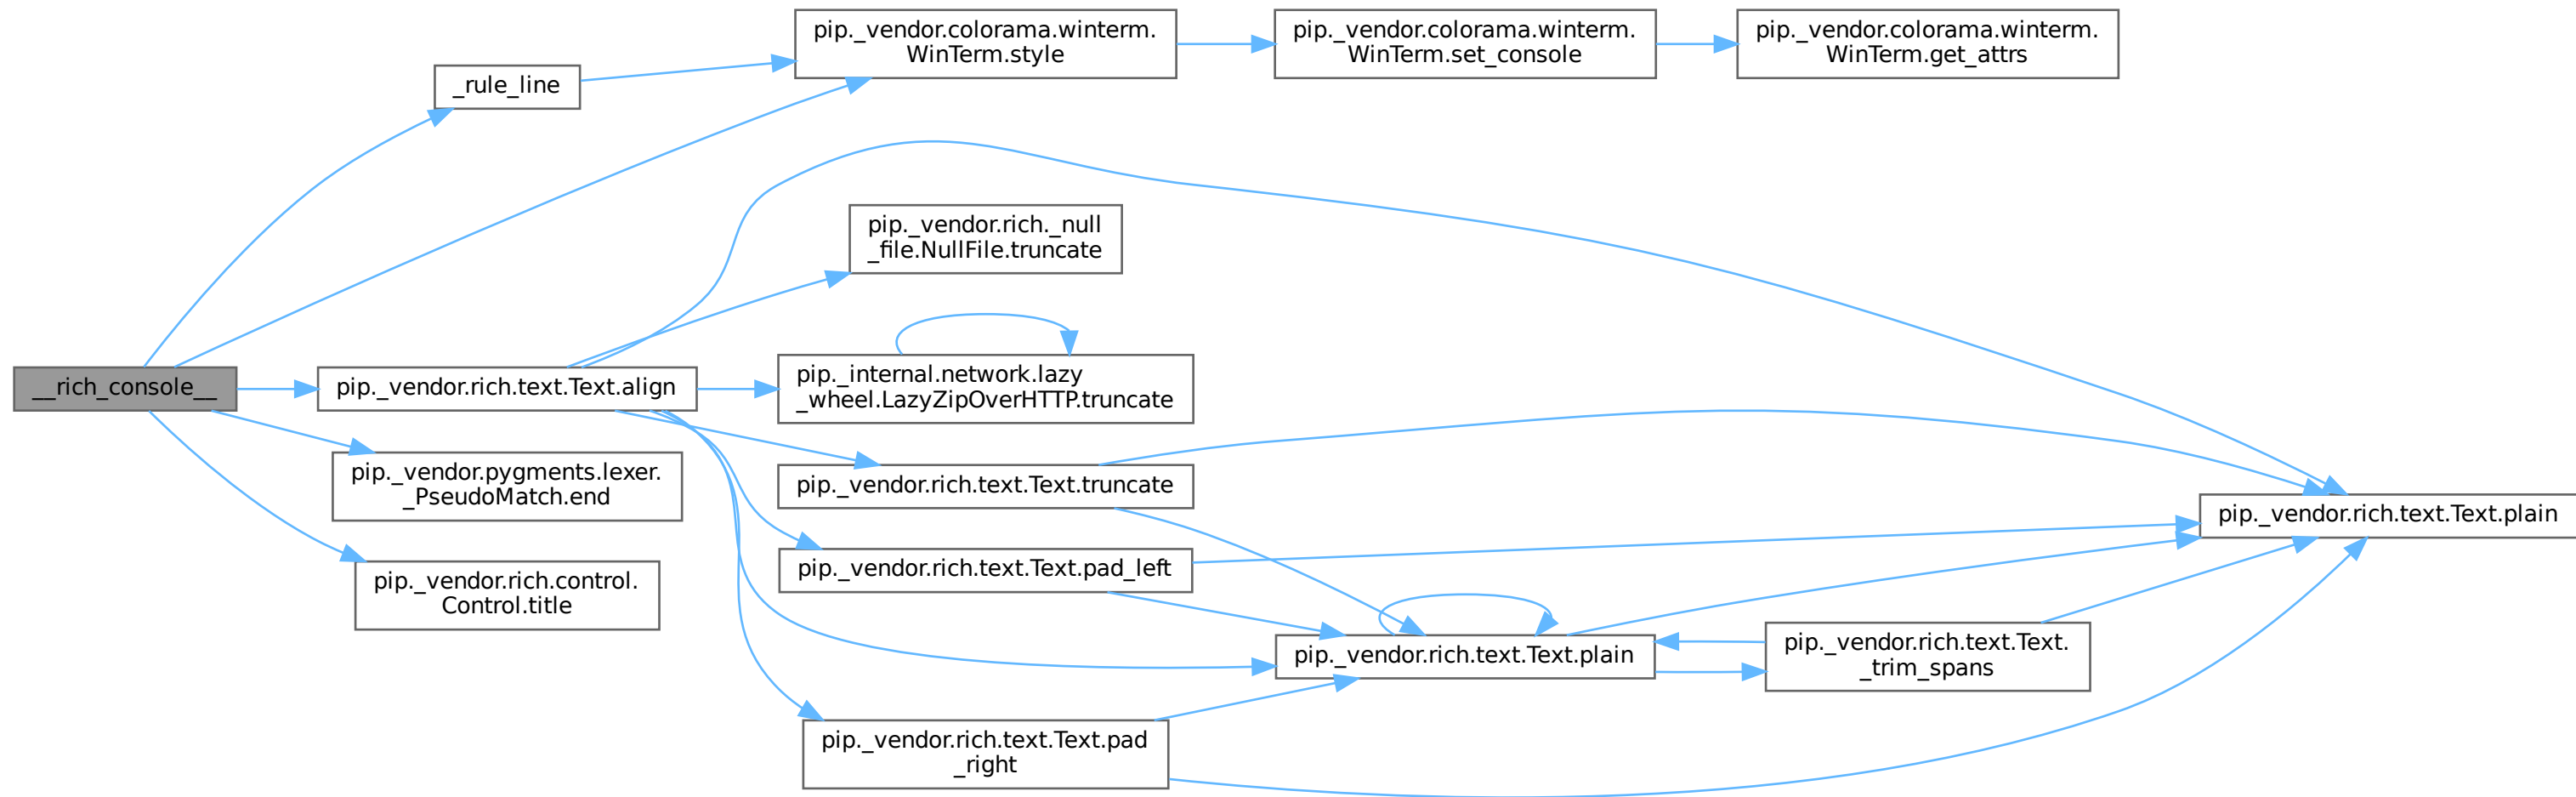 pip._vendor.colorama.winterm.
WinTerm.style
pip._vendor.colorama.winterm.
WinTerm.set_console
pip._vendor.colorama.winterm.
WinTerm.get_attrs
_rule_line
pip._vendor.rich._null
_file.NullFile.truncate
__rich_console__
pip._vendor.rich.text.Text.align
pip._internal.network.lazy
_wheel.LazyZipOverHTTP.truncate
pip._vendor.pygments.lexer.
_PseudoMatch.end
pip._vendor.rich.text.Text.truncate
pip._vendor.rich.text.Text.plain
pip._vendor.rich.control.
Control.title
pip._vendor.rich.text.Text.pad_left
pip._vendor.rich.text.Text.plain
pip._vendor.rich.text.Text.
_trim_spans
pip._vendor.rich.text.Text.pad
_right